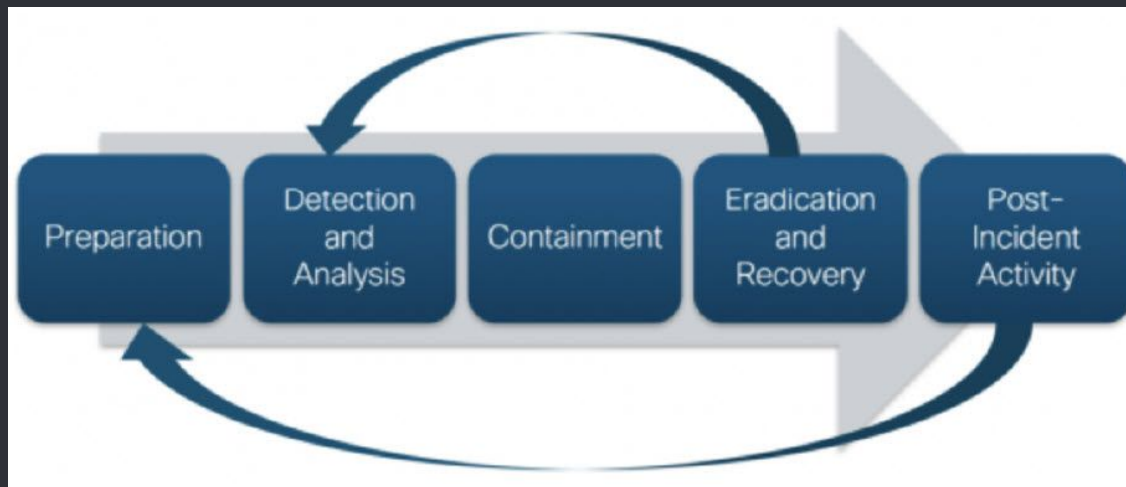 Preparation
Detection
and
Analysis
Containment
Eradication
and
Recovery
Post-
Incident
Activity